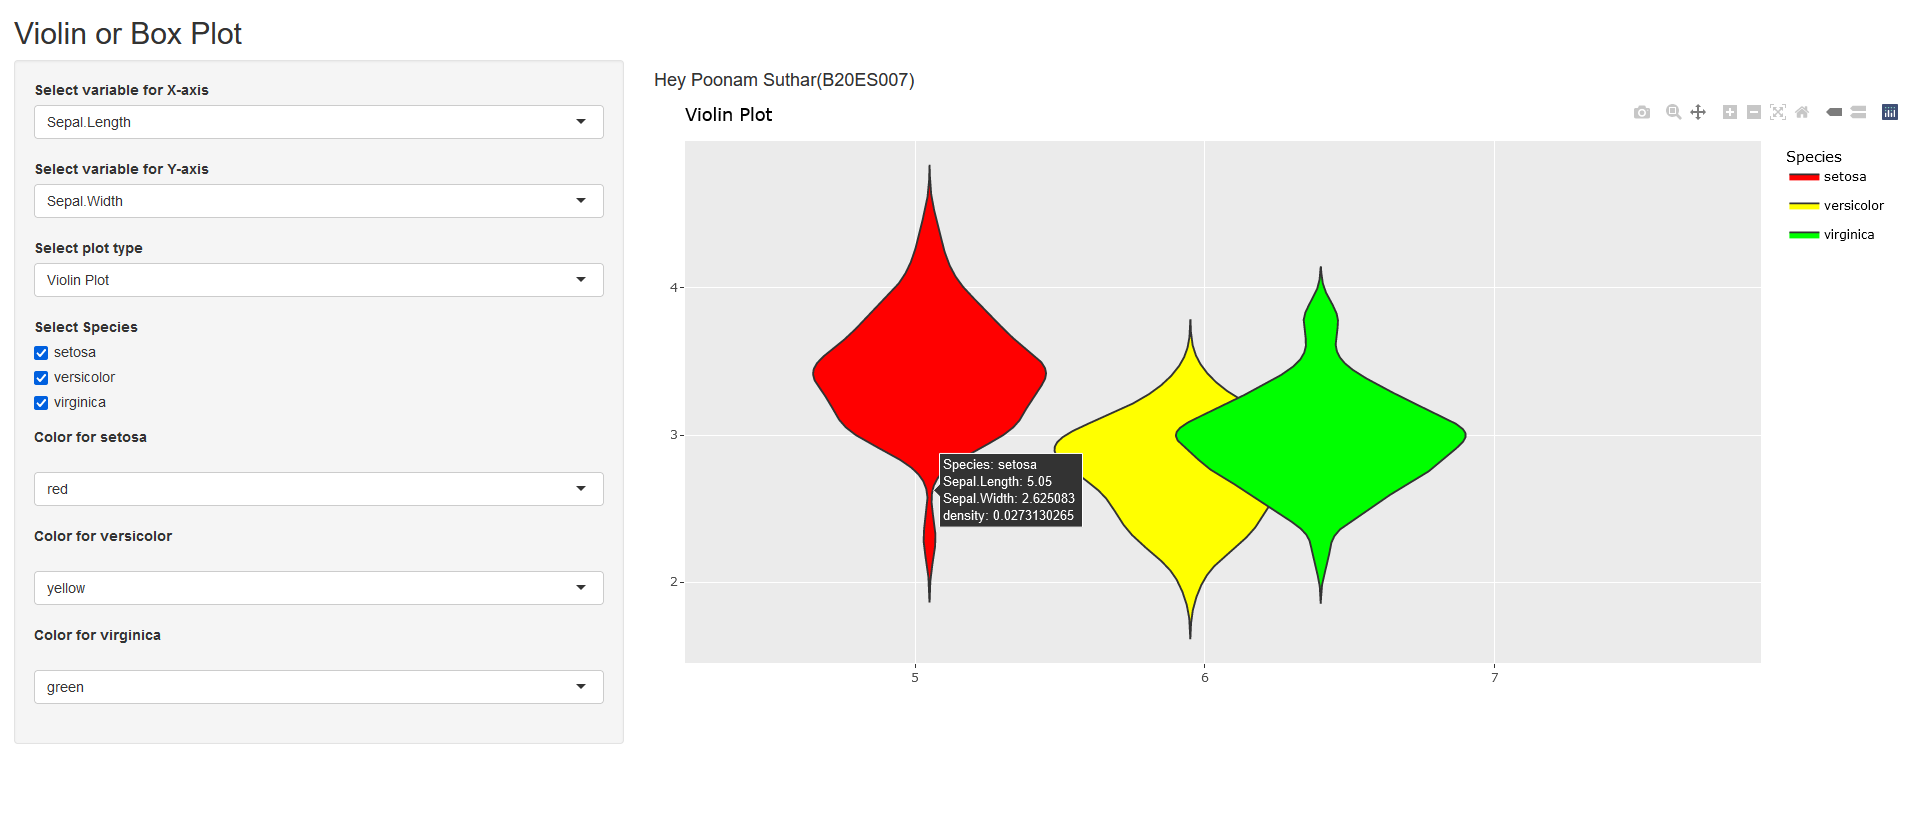 Violin or Box Plot
Select variable for X-axis
Sepal.Length
Select variable for Y-axis
Sepal.Width
Select plot type
Violin Plot
Select Species
setosa
versicolor
virginica
Color for setosa
red
Color for versicolor
yellow
Color for virginica
green
Hey Poonam Suthar(B20ES007)
Violin Plot
Species
setosa
versicolor
virginica
4
3
2
Species: setosa
Sepal.Length: 5.05
Sepal.Width: 2.625083
density: 0.0273130265
5 6 7